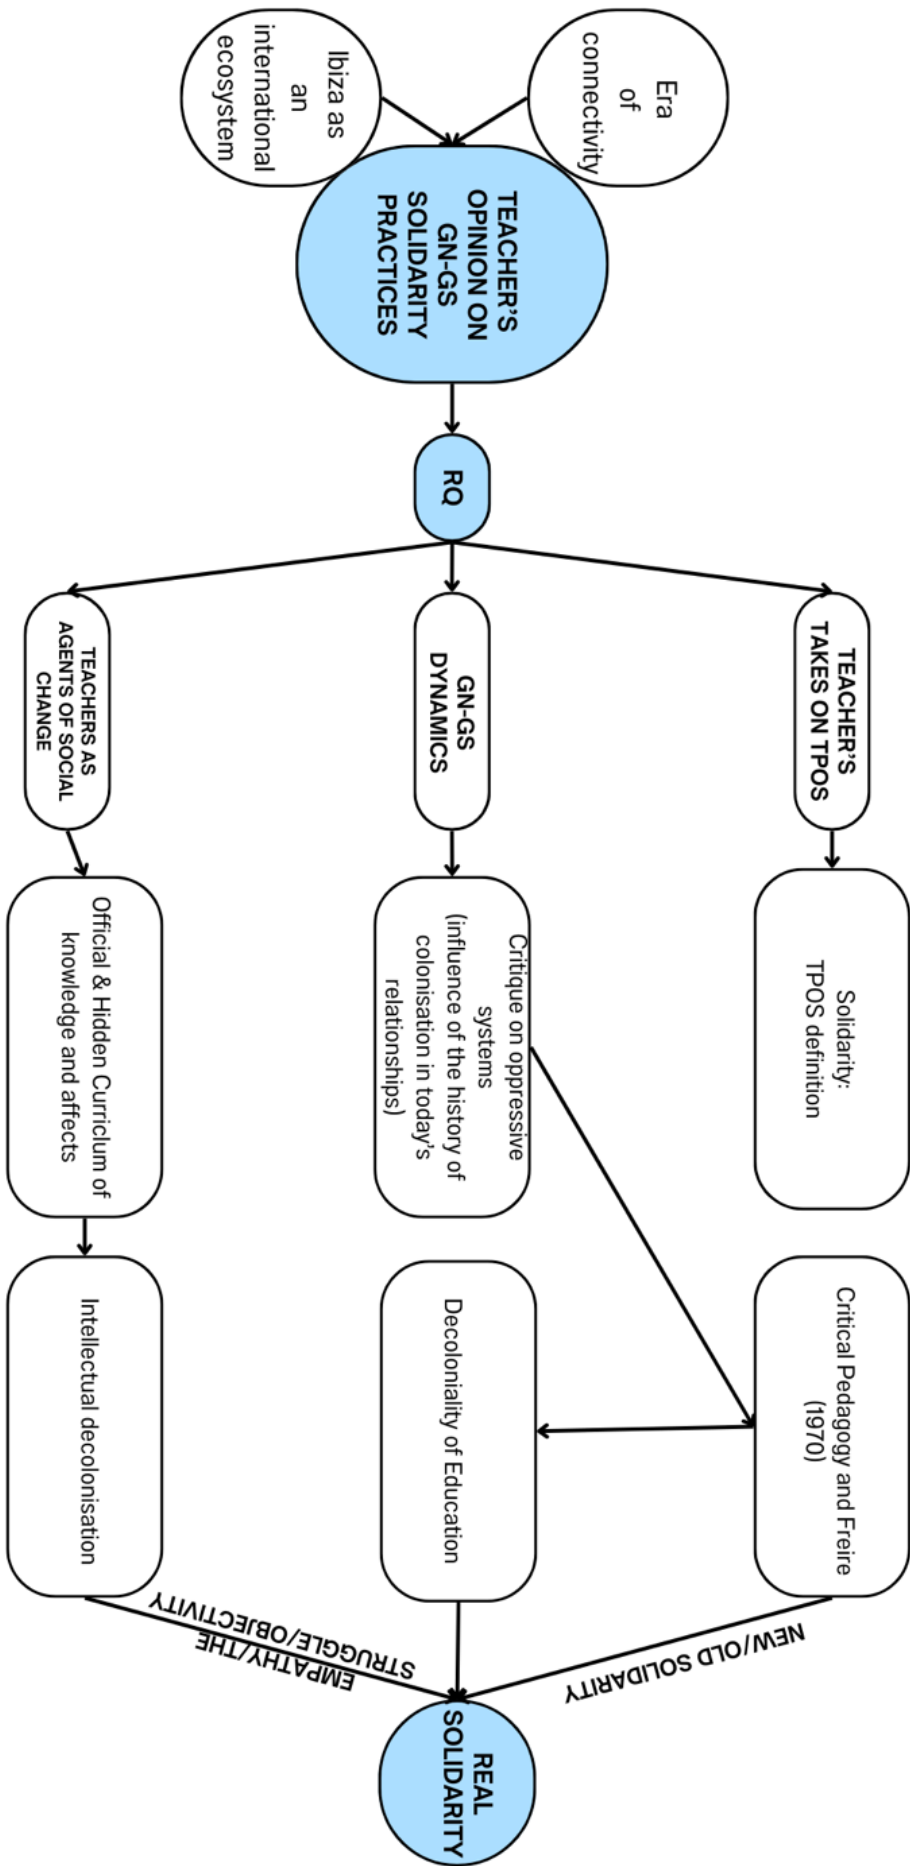 Era
of
connectivity
Ibiza as
an
international
ecosystem
TEACHER'S
OPINION ON
GN-GS
SOLIDARITY
PRACTICES
RQ
TEACHER'S
TAKES ON TPOS
GN-GS
DYNAMICS
TEACHERS AS
AGENTS OF SOCIAL
CHANGE
Solidarity:
TPOS definition
Critique on oppressive
systems
(influence of the history of
colonisation in today's
relationships)
Official & Hidden Curriclum of
knowledge and affects
Critical Pedagogy and Freire
(1970)
Decoloniality of Education
Intellectual decolonisation
NEW/OLD SOLIDARITY
EMPATHY/THE
STRUGGLE/OBJECTIVITY
REAL
SOLIDARITY